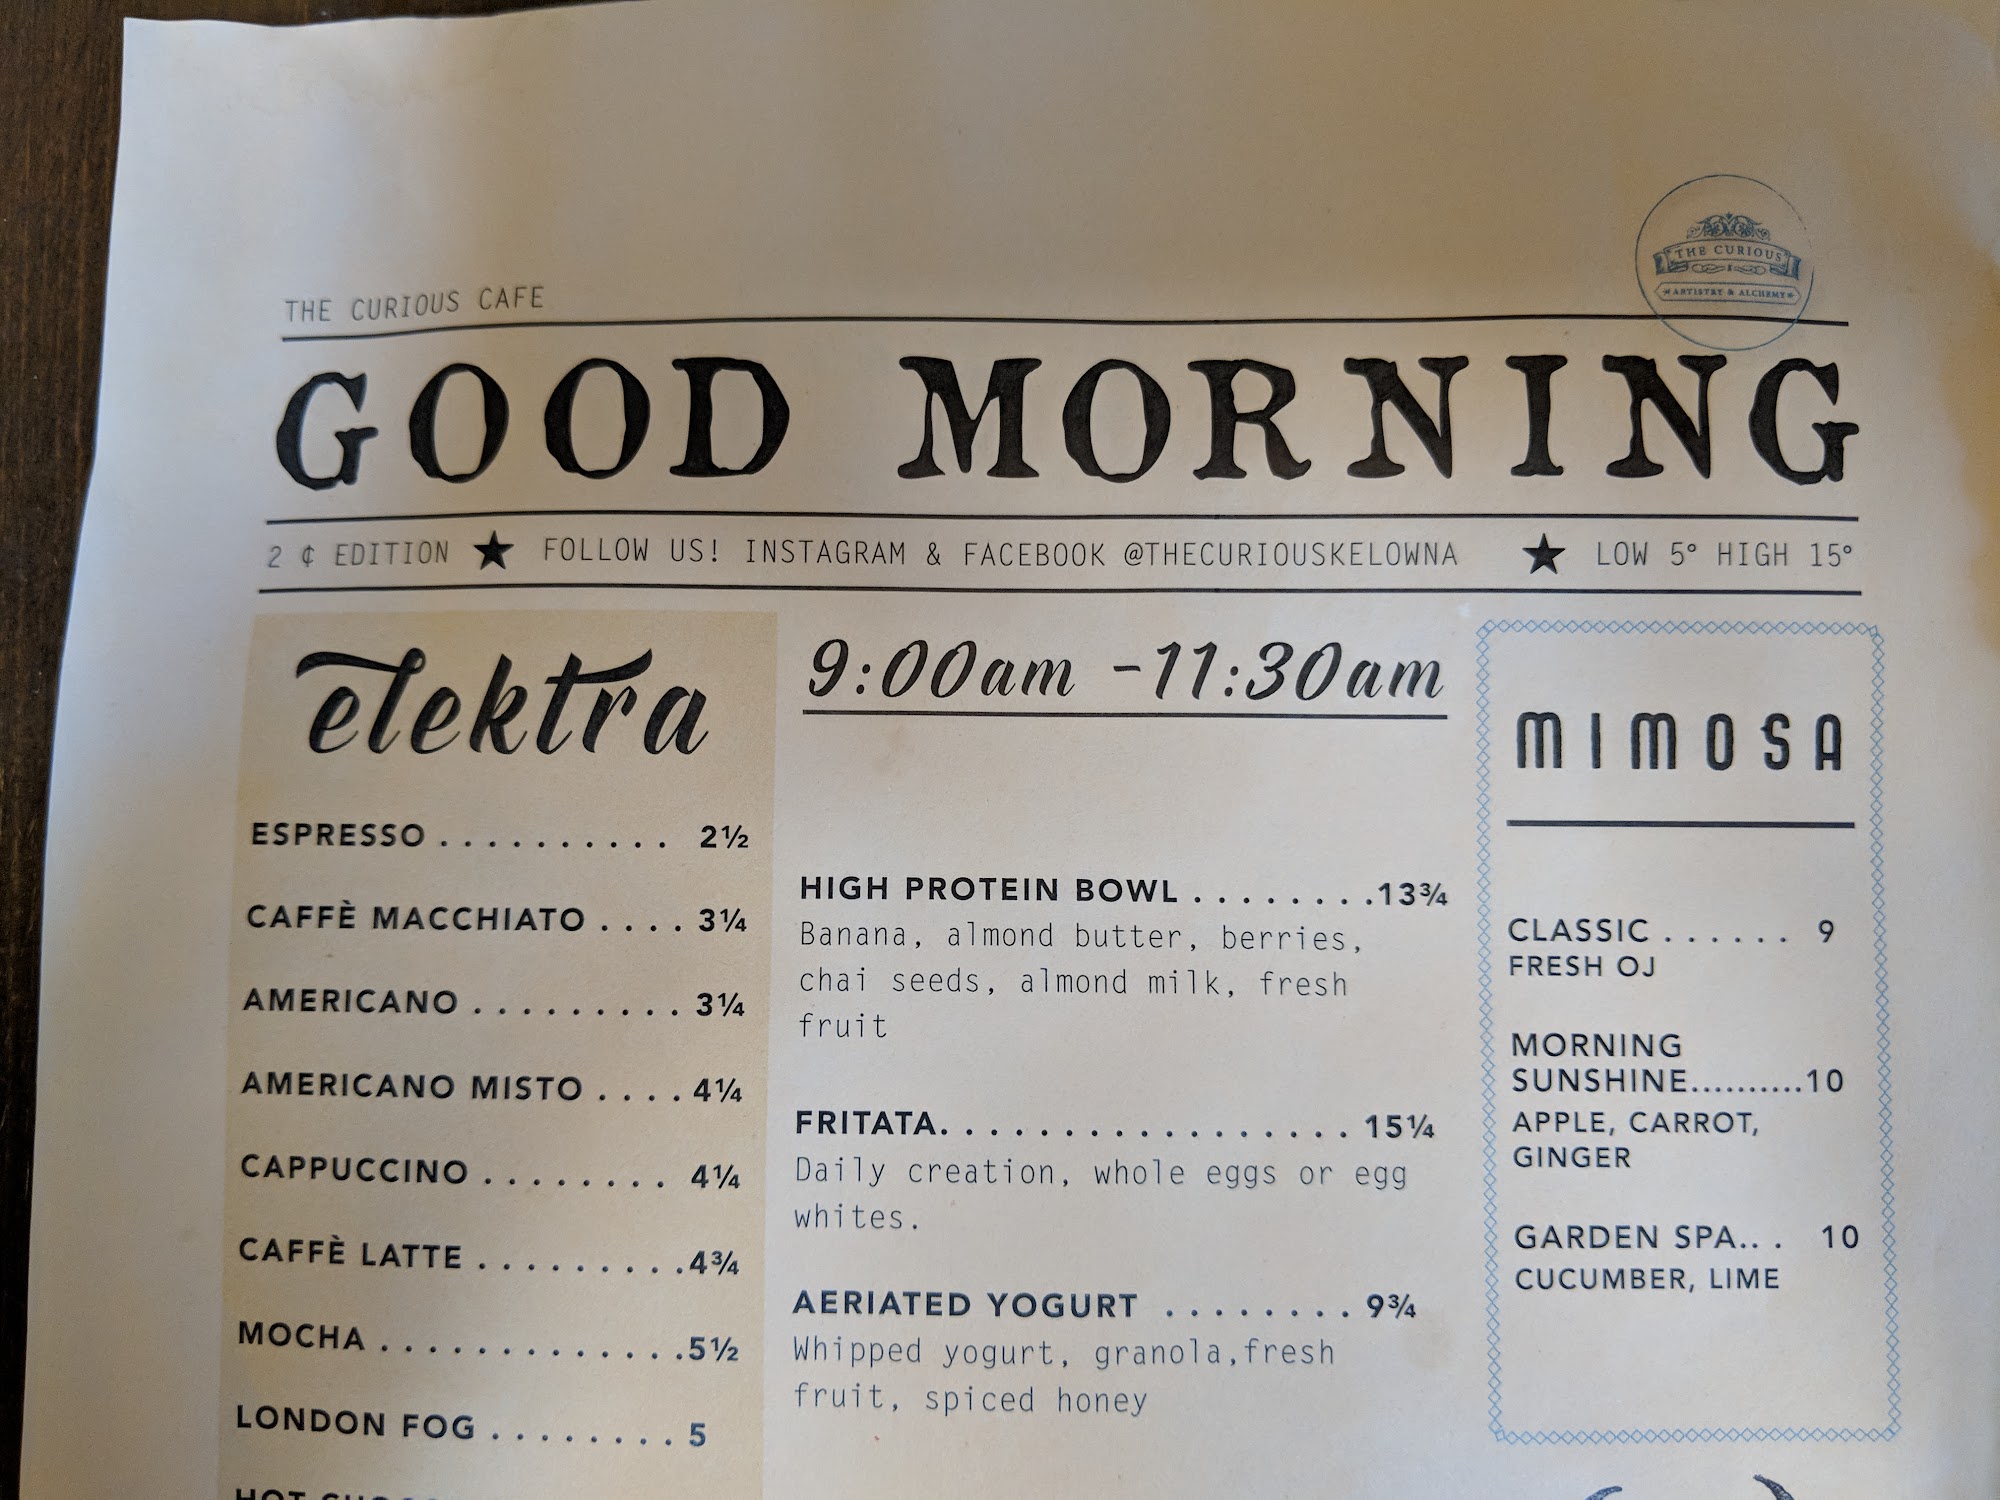 THE CURIOUS
ARTISTRY & ALCHEMY
THE CURIOUS CAFE
GOOD MORNING
2 ¢ EDITION ★ FOLLOW US! INSTAGRAM & FACEBOOK @THECURIOUSKELOWNA ★ LOW 5° HIGH 15°
elektra
ESPRESSO . . . . . . . . . . 2½
CAFFÈ MACCHIATO . . . . 3¼
AMERICANO . . . . . . . . . 3¼
AMERICANO MISTO . . . . 4¼
CAPPUCCINO . . . . . . . . 4¼
CAFFÈ LATTE . . . . . . . . .4¾
MOCHA . . . . . . . . . . . . .5½
LONDON FOG . . . . . . . . 5
HOT
9:00am -11:30am
HIGH PROTEIN BOWL . . . . . . . .13¾
Banana, almond butter, berries,
chai seeds, almond milk, fresh
fruit
FRITATA. . . . . . . . . . . . . . . . . . 15¼
Daily creation, whole eggs or egg
whites.
AERIATED YOGURT . . . . . . . . 9¾
Whipped yogurt, granola,fresh
fruit, spiced honey
MIMOSA
CLASSIC . . . . . . 9
FRESH OJ
MORNING
SUNSHINE..........10
APPLE, CARROT,
GINGER
GARDEN SPA.. . 10
CUCUMBER, LIME